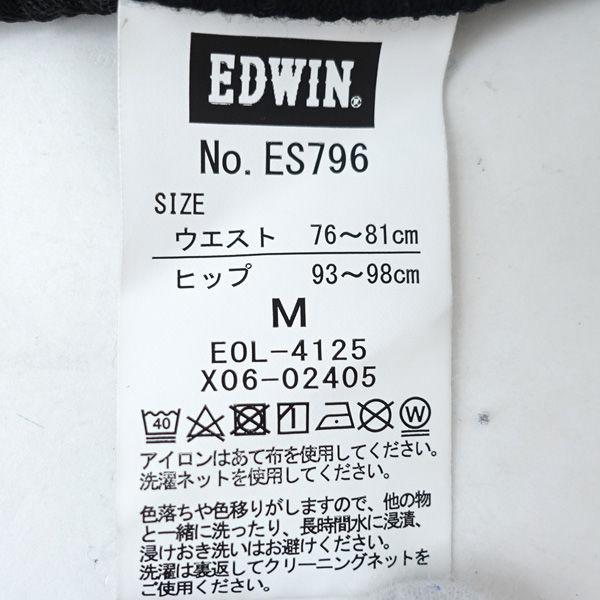 EDWIN®
No. ES796
SIZE
ウエスト 76～81cm
ヒップ 93～98cm
M
EOL-4125
X06-02405
40 1 W
アイロンはあて布を使用してください。
洗濯ネットを使用してください。
色落ちや色移りがしますので、他の物
と一緒に洗ったり、長時間水に浸漬、
浸けおき洗いはお避けください。
洗濯は裏返してクリーニングネットを
ご使用ください。